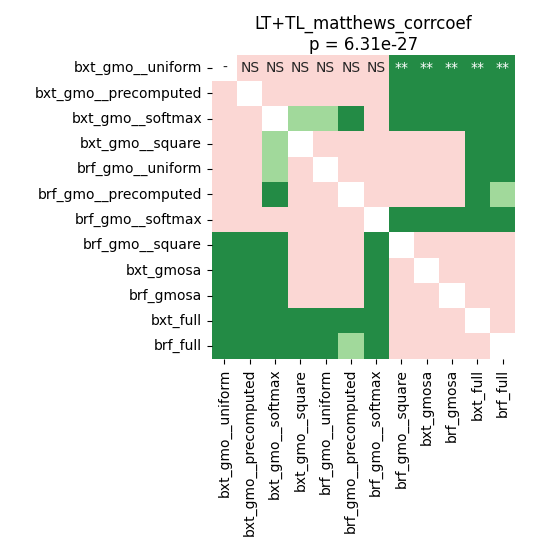 LT+TL_matthews_corrcoef
p = 6.31e-27
bxt_gmo__uniform - NS NS NS NS NS NS ** ** ** ** **
bxt_gmo__precomputed
bxt_gmo__softmax
bxt_gmo__square
brf_gmo__uniform
brf_gmo__precomputed
brf_gmo__softmax
brf_gmo__square
bxt_gmosa
brf_gmosa
bxt_full
brf_full
bxt_gmo__uniform
bxt_gmo__precomputed
bxt_gmo__softmax
bxt_gmo__square
brf_gmo__uniform
brf_gmo__precomputed
brf_gmo__softmax
brf_gmo__square
bxt_gmosa
brf_gmosa
bxt_full
brf_full